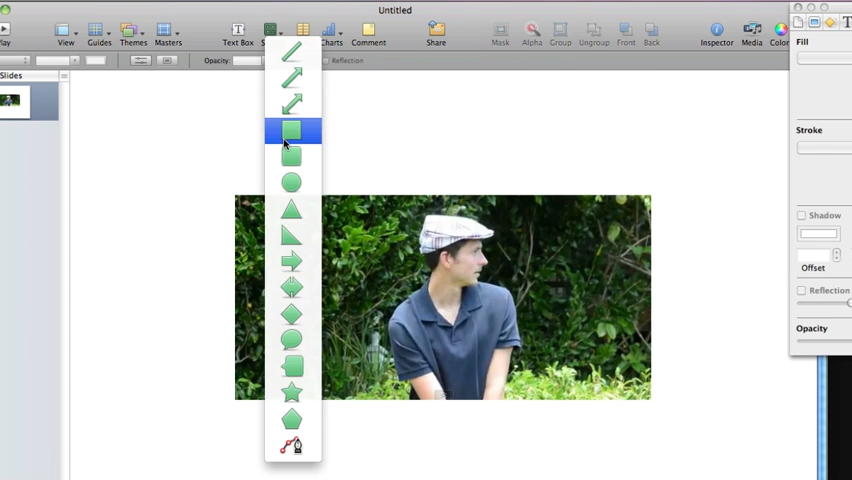 Untitled
Play View Guides Themes Masters Text Box Charts Comment Share Mask Alpha Group Ungroup Front Back Inspector Media
Opacity: Reflection
Slides
Fill
Stroke
Shadow
Offset
Reflection
Opacity
T